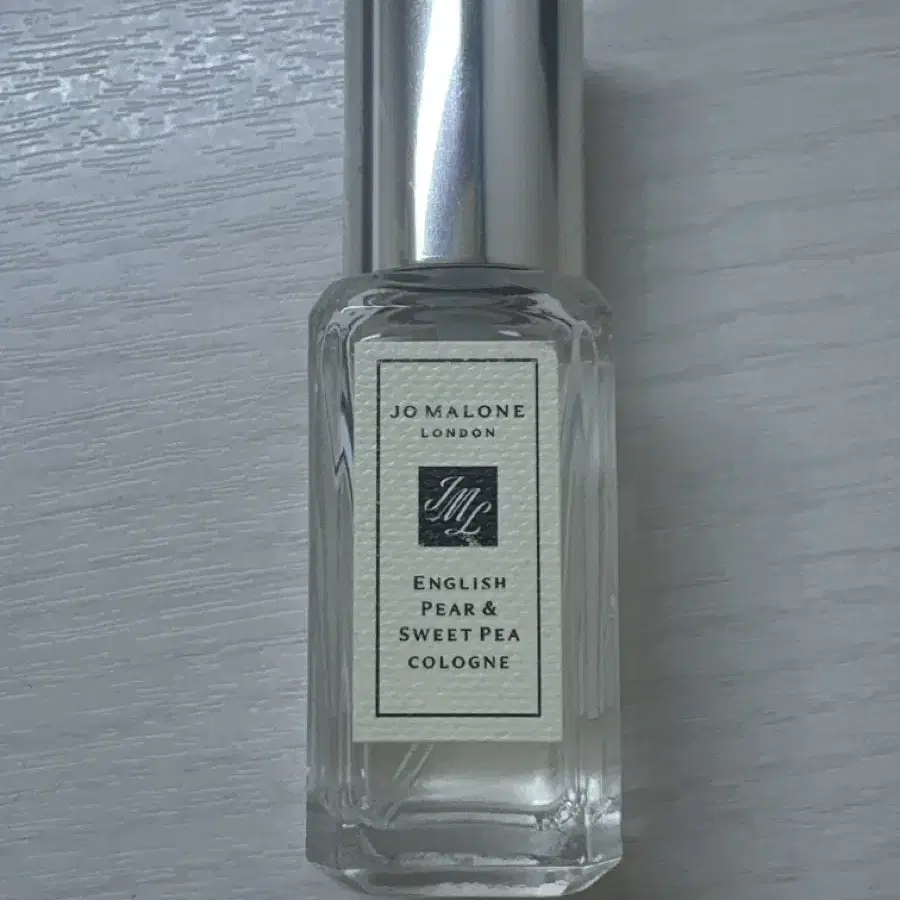 JO MALONE
LONDON
JML
ENGLISH
PEAR &
SWEET PEA
COLOGNE